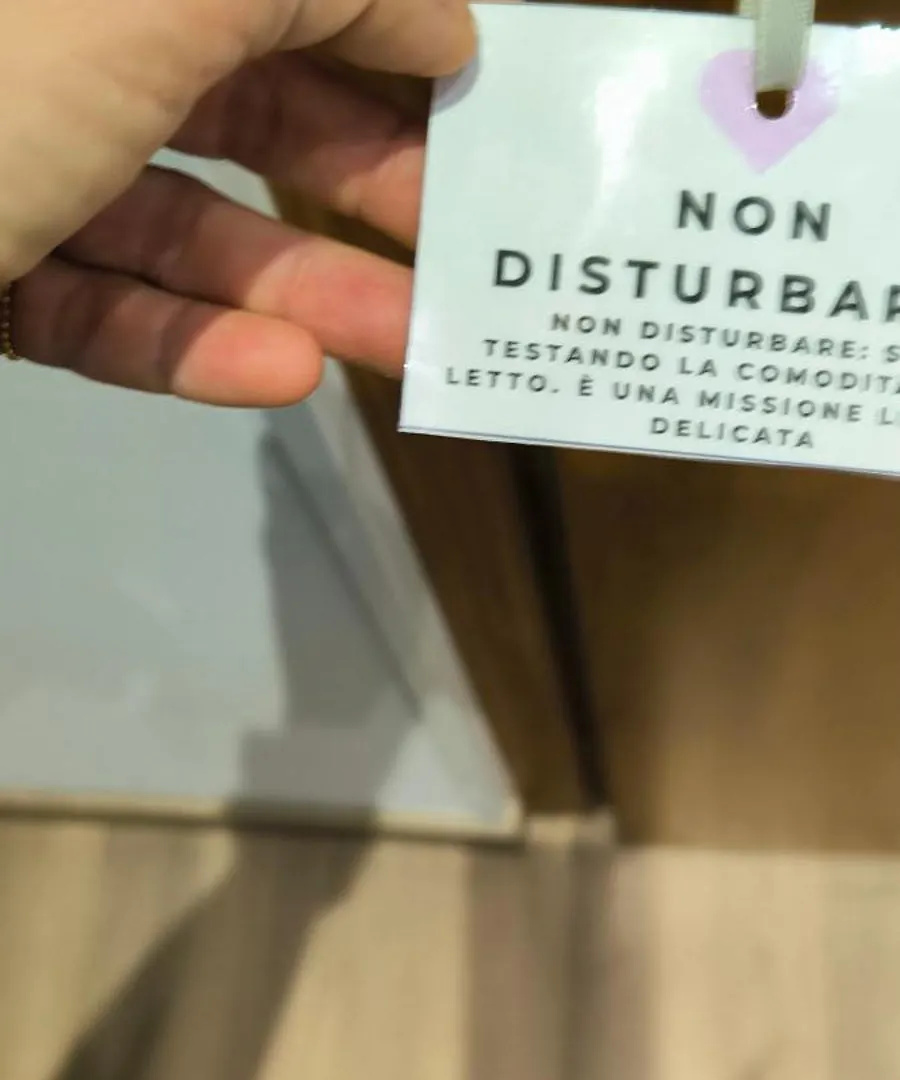 NON
DISTURBAR
NON DISTURBARE: S
TESTANDO LA COMODITA
LETTO. È UNA MISSIONE
DELICATA